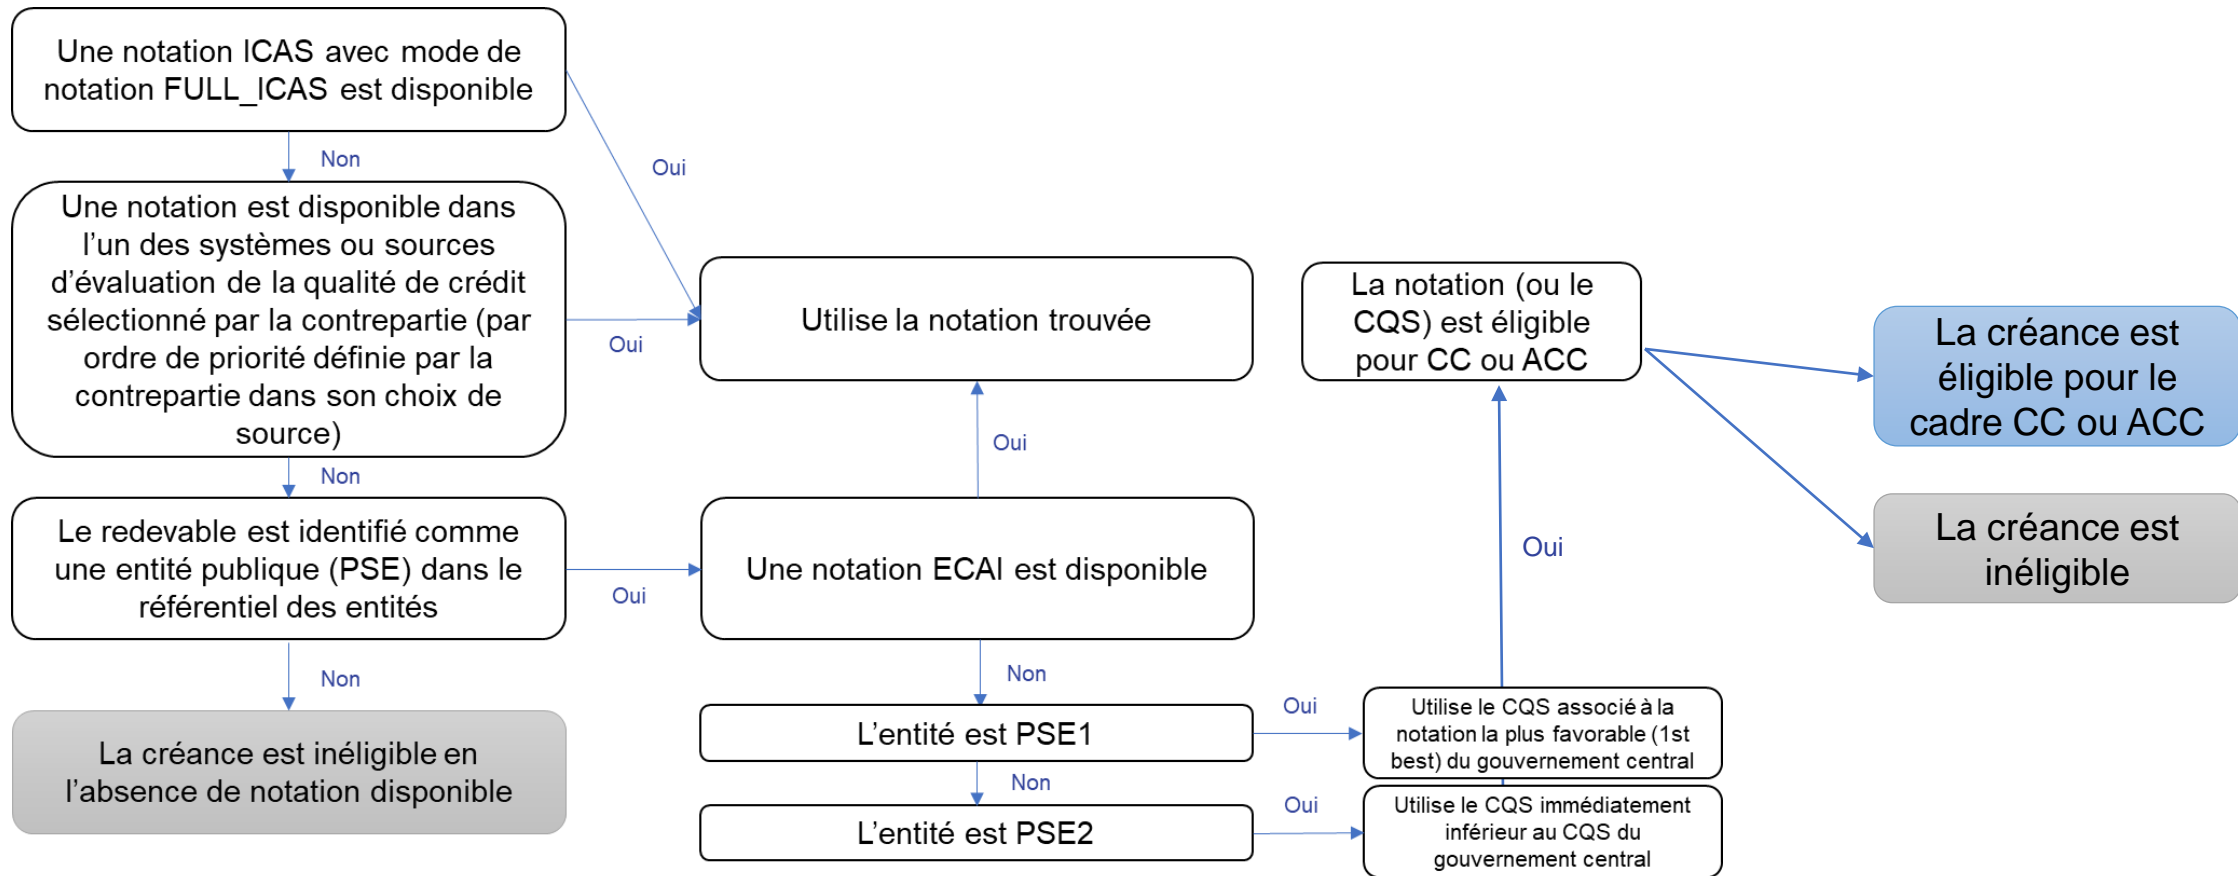 Une notation ICAS avec mode de
notation FULL_ICAS est disponible
Non
Oui
Une notation est disponible dans
l'un des systèmes ou sources
d'évaluation de la qualité de crédit
sélectionné par la contrepartie (par
ordre de priorité définie par la
contrepartie dans son choix de
source)
Oui
Non
Utilise la notation trouvée
Oui
Le redevable est identifié comme
une entité publique (PSE) dans le
référentiel des entités
Oui
Non
La créance est inéligible en
l'absence de notation disponible
Une notation ECAI est disponible
Non
L'entité est PSE1
Oui
Non
L'entité est PSE2
Oui
Utilise le CQS associé à la
notation la plus favorable (1st
best) du gouvernement central
Utilise le CQS immédiatement
inférieur au CQS du
gouvernement central
Oui
La notation (ou le
CQS) est éligible
pour CC ou ACC
La créance est
éligible pour le
cadre CC ou ACC
La créance est
inéligible